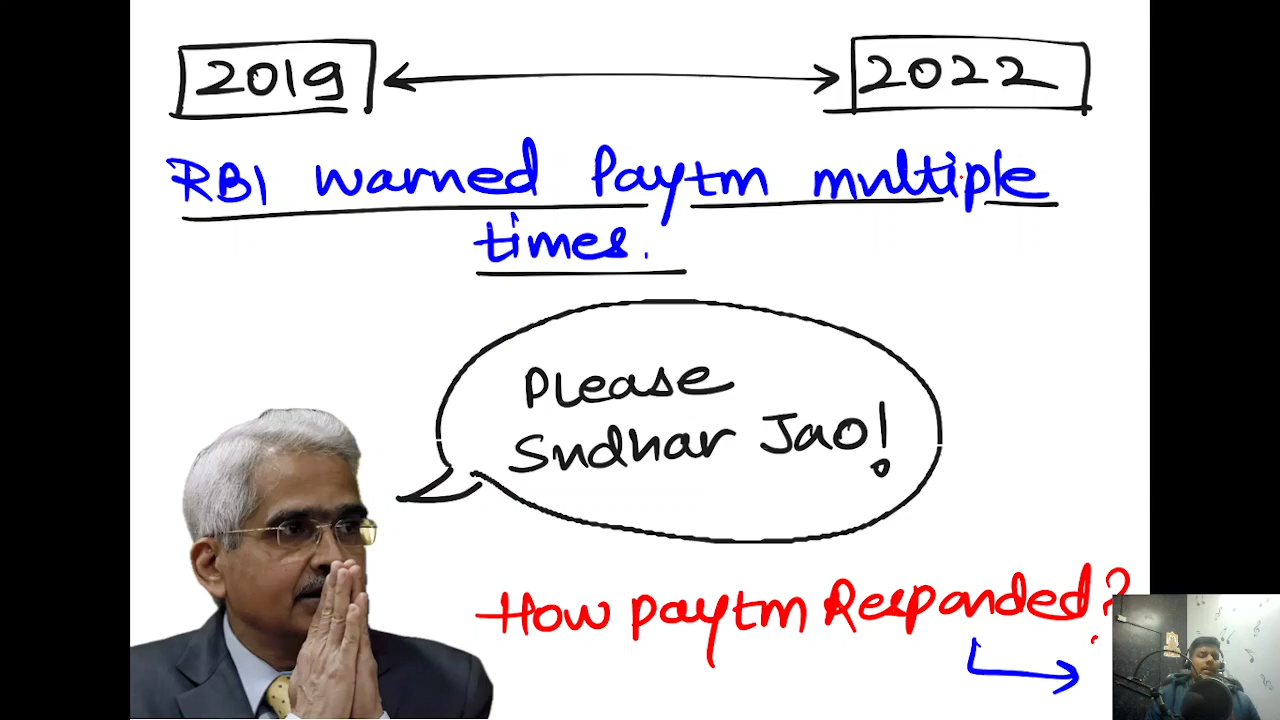 2019 2022
RBI warned Paytm multiple
times.
Please
Sudhar Jao!
How paytm Responded?